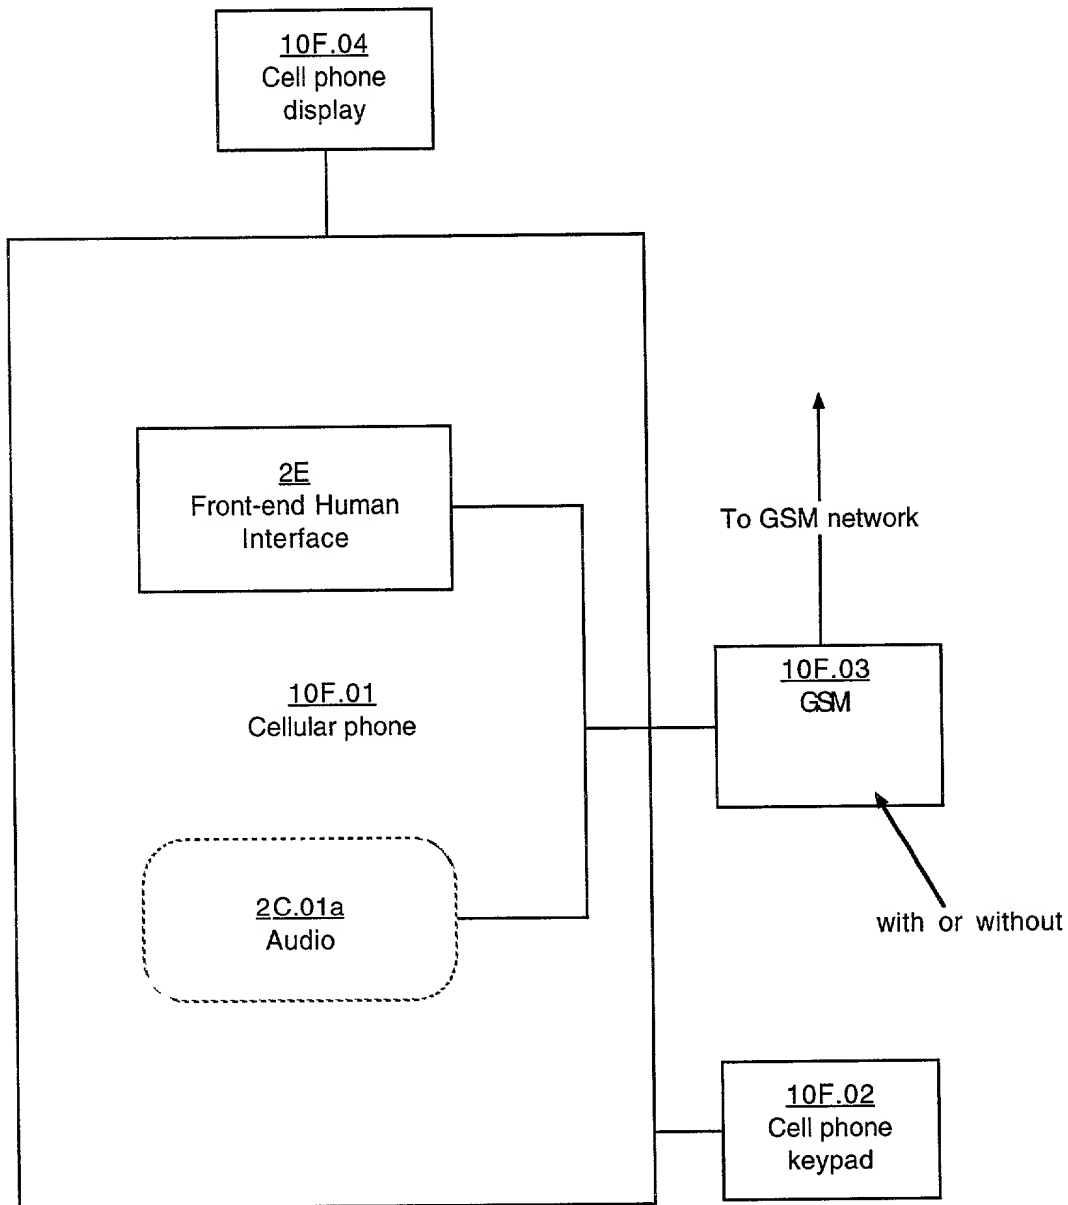 10F.04
Cell phone
display
2E
Front-end Human
Interface
To GSM network
10F.01
Cellular phone
10F.03
GSM
2C.01a
Audio
with or without
10F.02
Cell phone
keypad